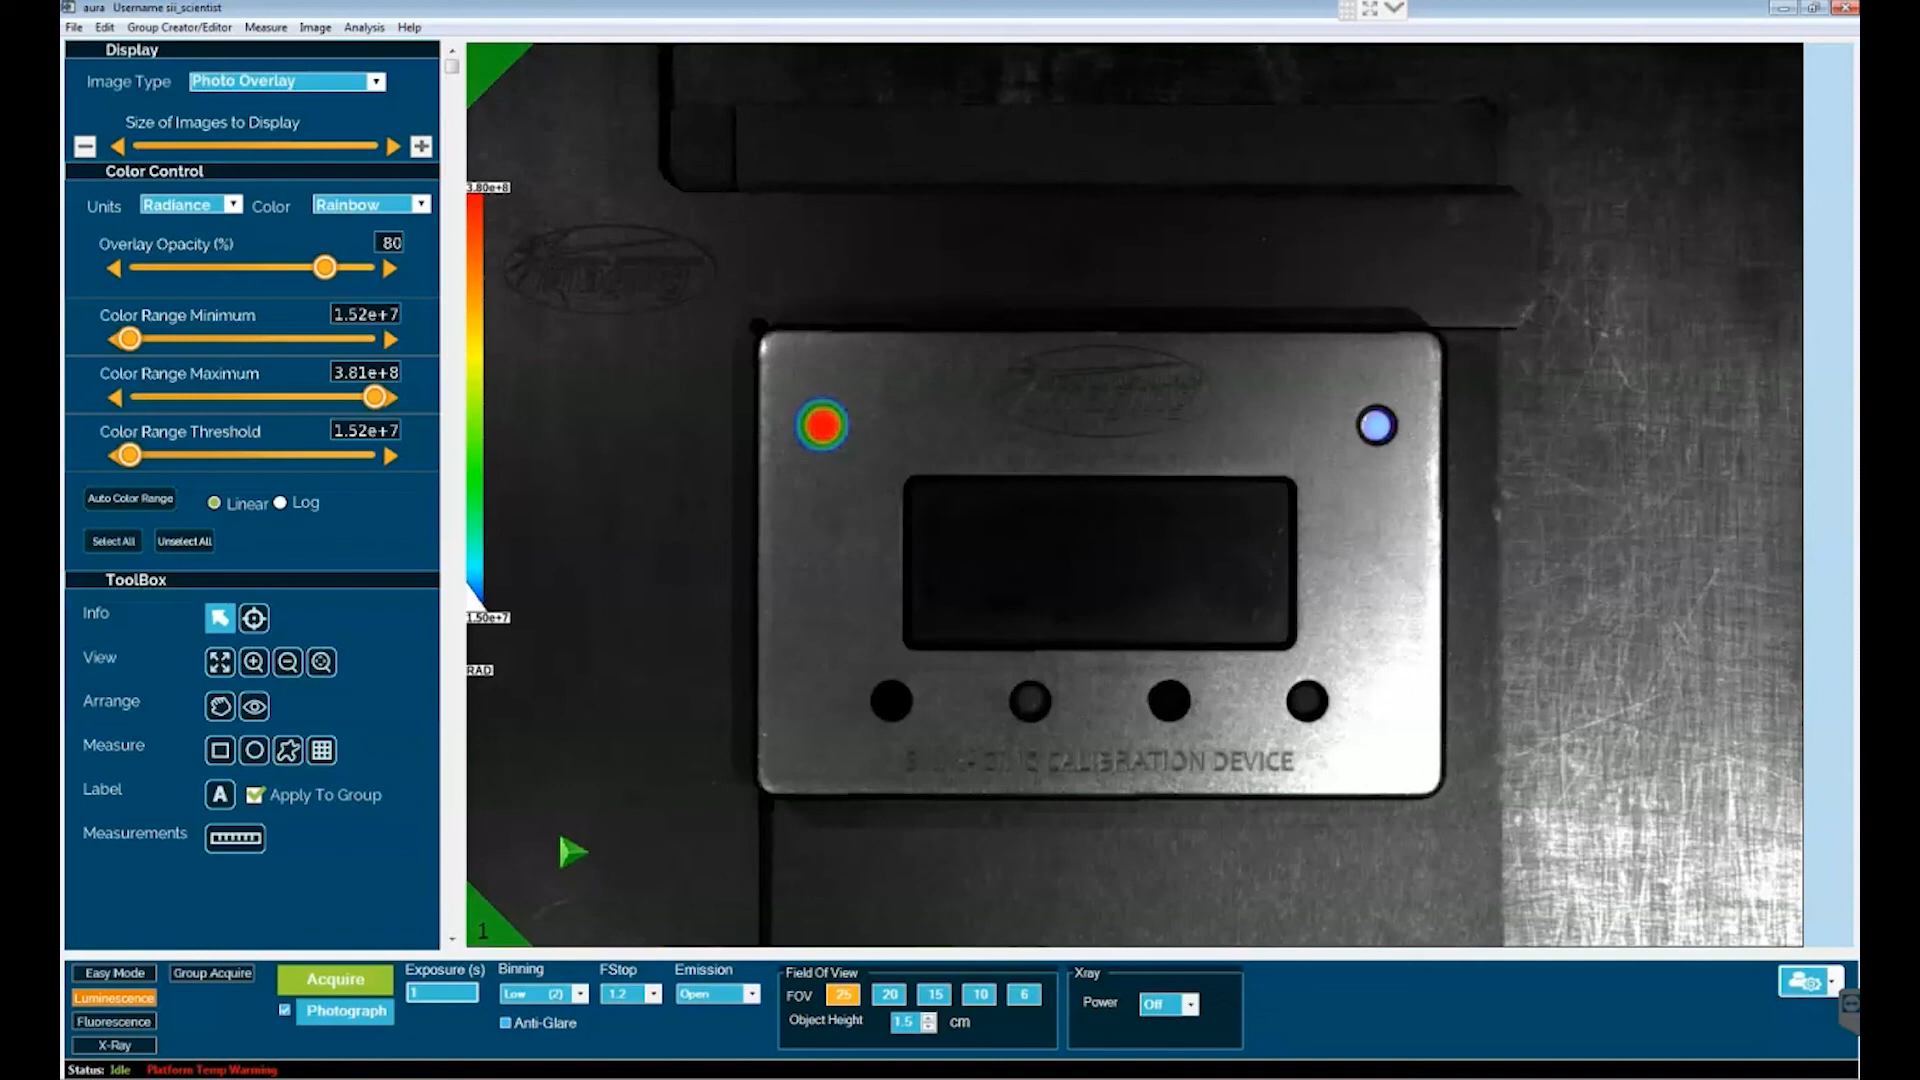 aura Username sii_scientist
File Edit Group Creator/Editor Measure Image Analysis Help
Display
Image Type Photo Overlay
Size of Images to Display
Color Control
Units Radiance Color Rainbow
Overlay Opacity (%) 80
Color Range Minimum 1.52e+7
Color Range Maximum 3.81e+8
Color Range Threshold 1.52e+7
Auto Color Range Linear Log
Select All Unselect All
ToolBox
Info
View
Arrange
Measure
Label A Apply To Group
Measurements
3.80e+8
1.50e+7
RAD
CALIBRATION DEVICE
1
Easy Mode Group Acquire
Luminescence
Fluorescence
X-Ray
Acquire
Photograph
Exposure (s) Binning FStop Emission
1 Low (2) 1.2 Open
Anti-Glare
Field Of View
FOV 25 20 15 10 6
Object Height 1.5 cm
Xray
Power Off
Status: Idle Platform Temp Warming